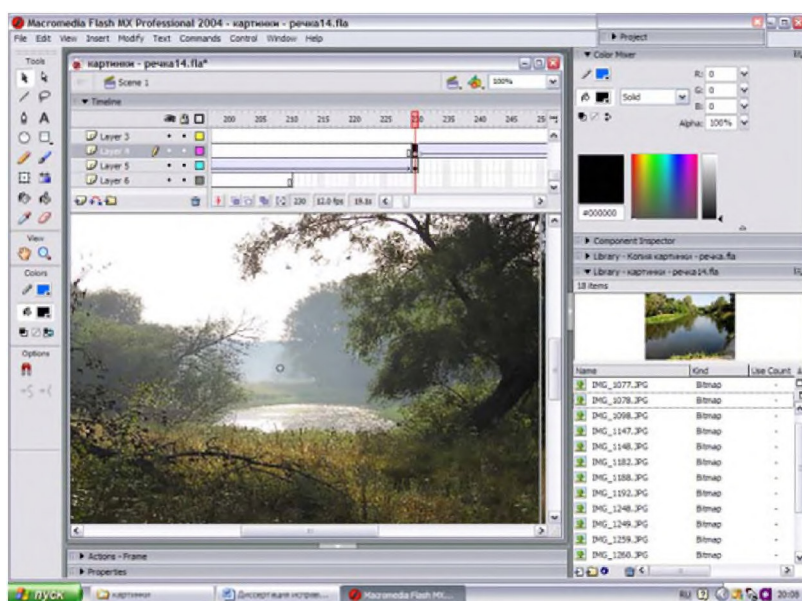 Macromedia Flash MX Professional 2004 - картинки - речка14.fla
File Edit View Insert Modify Text Commands Control Window Help
Project
Tools
View
Colors
Options
картинки - речка14.fla*
Scene 1
100%
Timeline
200 205 210 215 220 225 230 235 240 245 25
Layer 3
Layer 4
Layer 5
Layer 6
230 12.0 fps 19.1s
Actions - Frame
Properties
Color Mixer
Solid
R: 0
G: 0
B: 0
Alpha: 100%
#000000
Component Inspector
Library - Копия картинки - речка.fla
Library - картинки - речка14.fla
18 items
Name Kind Use Count
IMG_1077.JPG Bitmap -
IMG_1078.JPG Bitmap -
IMG_1098.JPG Bitmap -
IMG_1147.JPG Bitmap -
IMG_1148.JPG Bitmap -
IMG_1182.JPG Bitmap -
IMG_1188.JPG Bitmap -
IMG_1192.JPG Bitmap -
IMG_1248.JPG Bitmap -
IMG_1249.JPG Bitmap -
IMG_1259.JPG Bitmap -
IMG_1260.JPG Bitmap -
пуск
картинки
Диссертация исправ...
Macromedia Flash MX...
RU
20:08